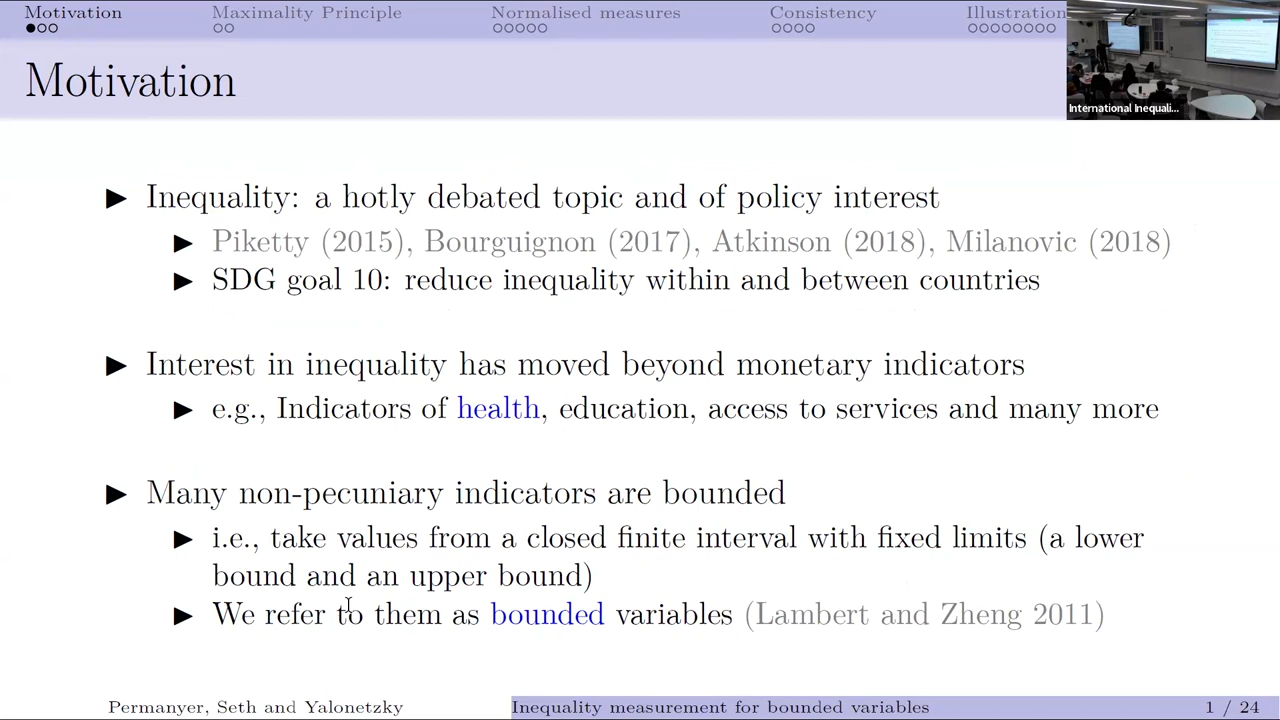 Motivation Maximality Principle Normalised measures Consistency Illustration
Motivation
International Inequali...
Inequality: a hotly debated topic and of policy interest
Piketty (2015), Bourguignon (2017), Atkinson (2018), Milanovic (2018)
SDG goal 10: reduce inequality within and between countries
Interest in inequality has moved beyond monetary indicators
e.g., Indicators of health, education, access to services and many more
Many non-pecuniary indicators are bounded
i.e., take values from a closed finite interval with fixed limits (a lower
bound and an upper bound)
We refer to them as bounded variables (Lambert and Zheng 2011)
Permanyer, Seth and Yalonetzky Inequality measurement for bounded variables 1 / 24